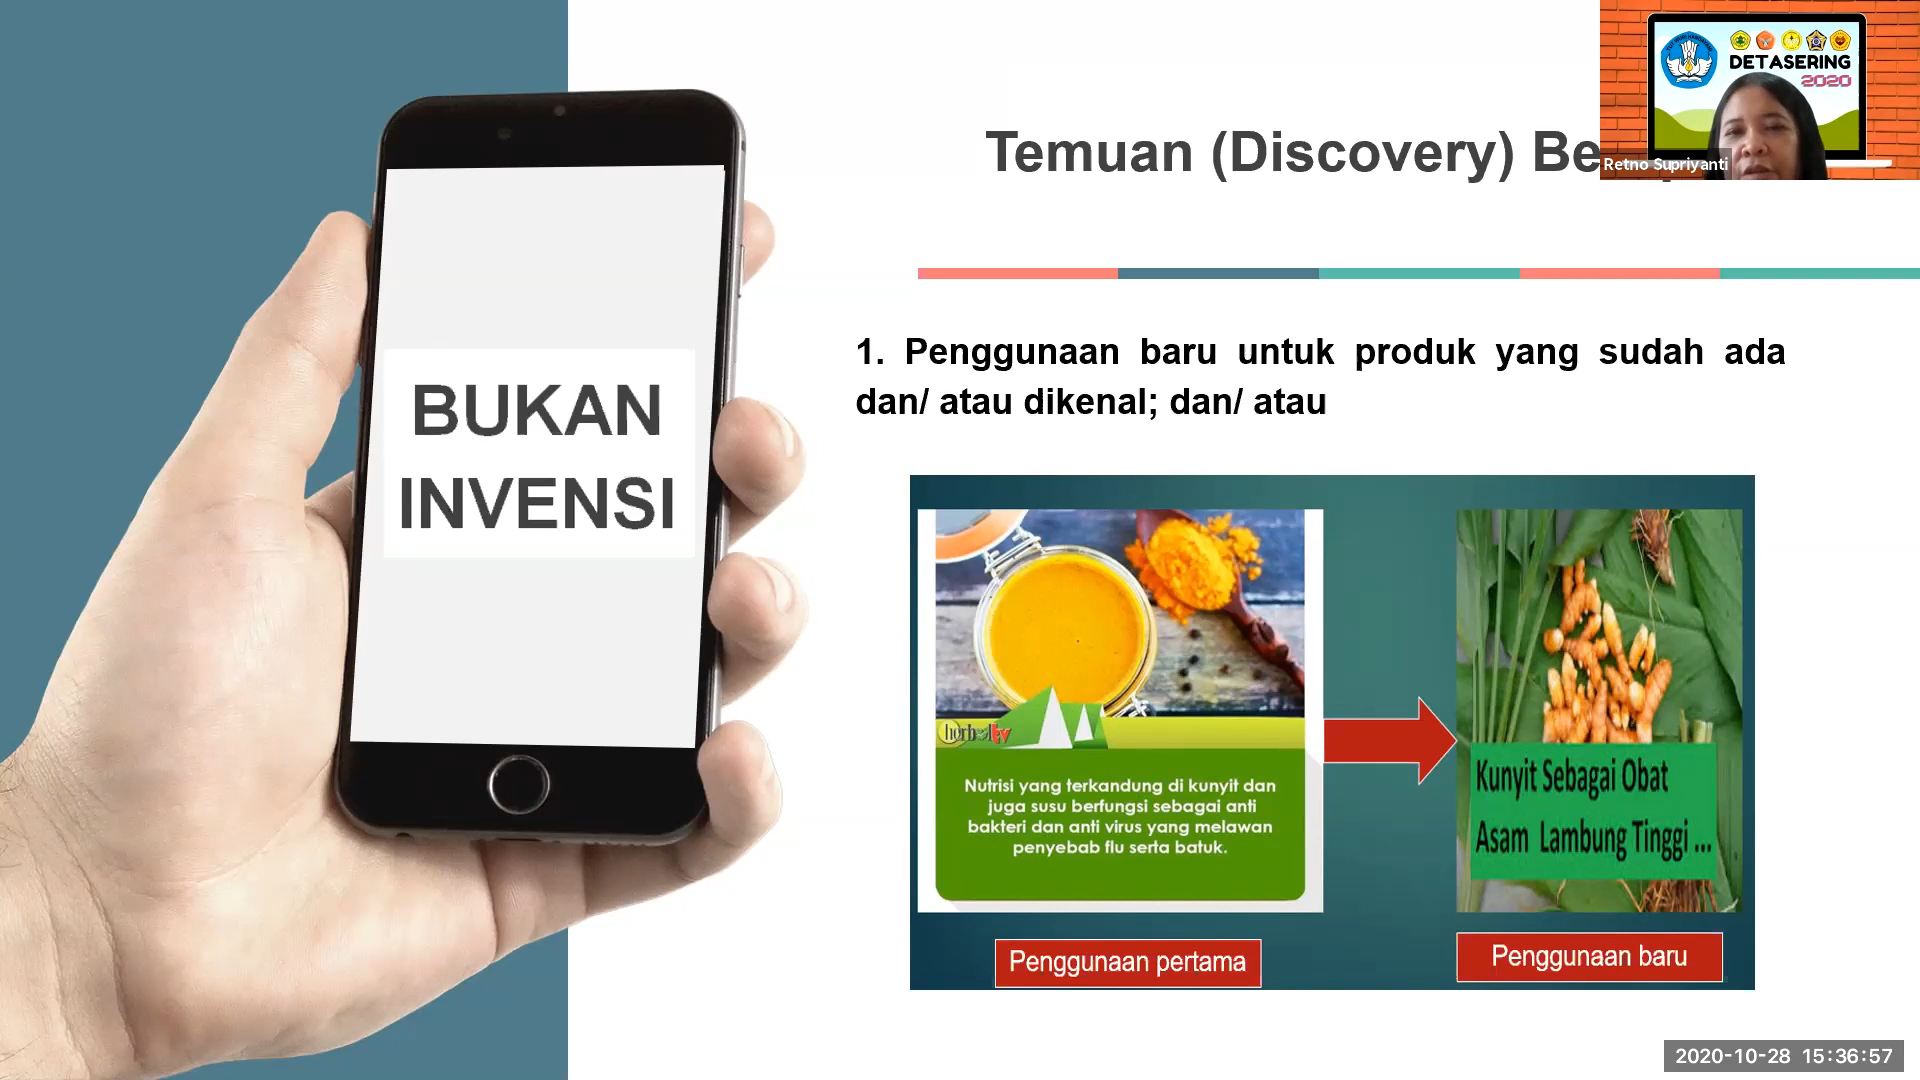 DETASERING
2020
Retno Supriyanti
Temuan (Discovery)
BUKAN
INVENSI
1. Penggunaan baru untuk produk yang sudah ada
dan/ atau dikenal; dan/ atau
herbal tv
Nutrisi yang terkandung di kunyit dan
juga susu berfungsi sebagai anti
bakteri dan anti virus yang melawan
penyebab flu serta batuk.
Kunyit Sebagai Obat
Asam Lambung Tinggi ...
Penggunaan pertama
Penggunaan baru
2020-10-28 15:36:57